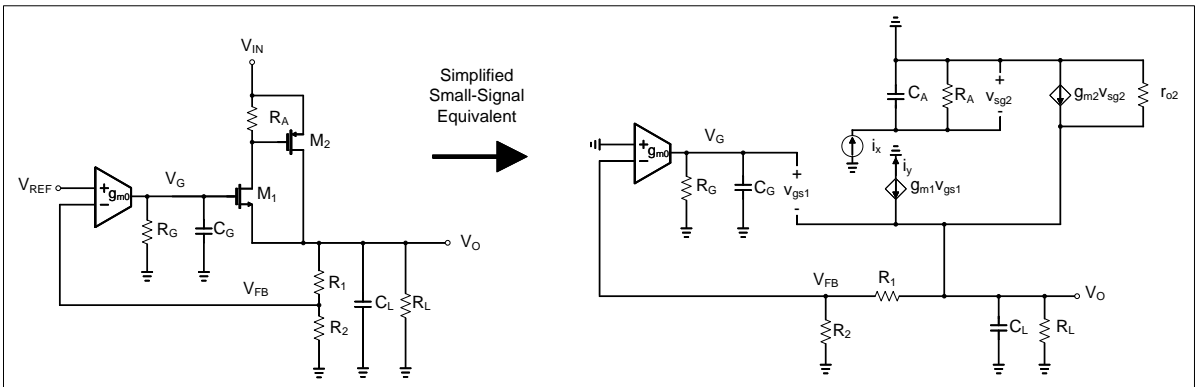 V_IN
R_A
M_2
V_G
V_REF
+
g_m0
−
M_1
R_G
C_G
V_O
V_FB
R_1
C_L
R_L
R_2
Simplified
Small-Signal
Equivalent
C_A
R_A
+
v_sg2
-
g_m2v_sg2
r_o2
i_x
V_G
+
g_m0
−
i_y
+
v_gs1
-
g_m1v_gs1
R_G
C_G
V_FB
R_1
V_O
R_2
C_L
R_L